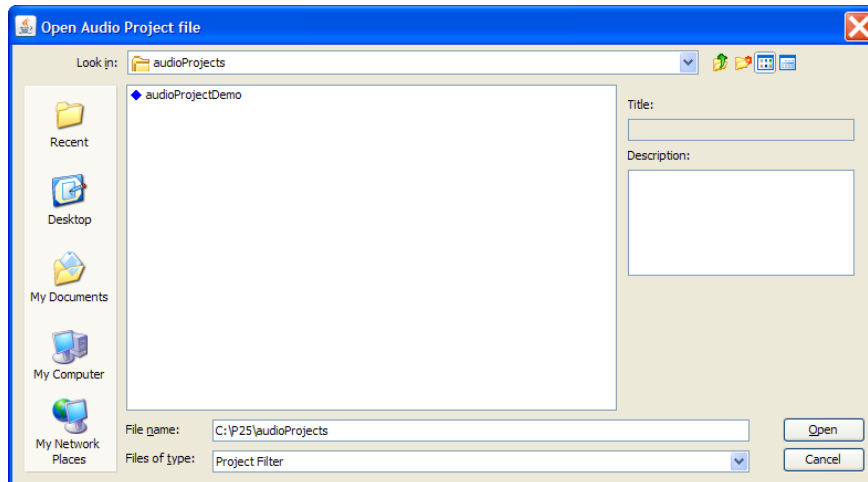 Open Audio Project file
Look in: audioProjects
audioProjectDemo
Title:
Description:
Recent
Desktop
My Documents
My Computer
My Network
Places
File name: C:\P25\audioProjects
Open
Files of type: Project Filter
Cancel